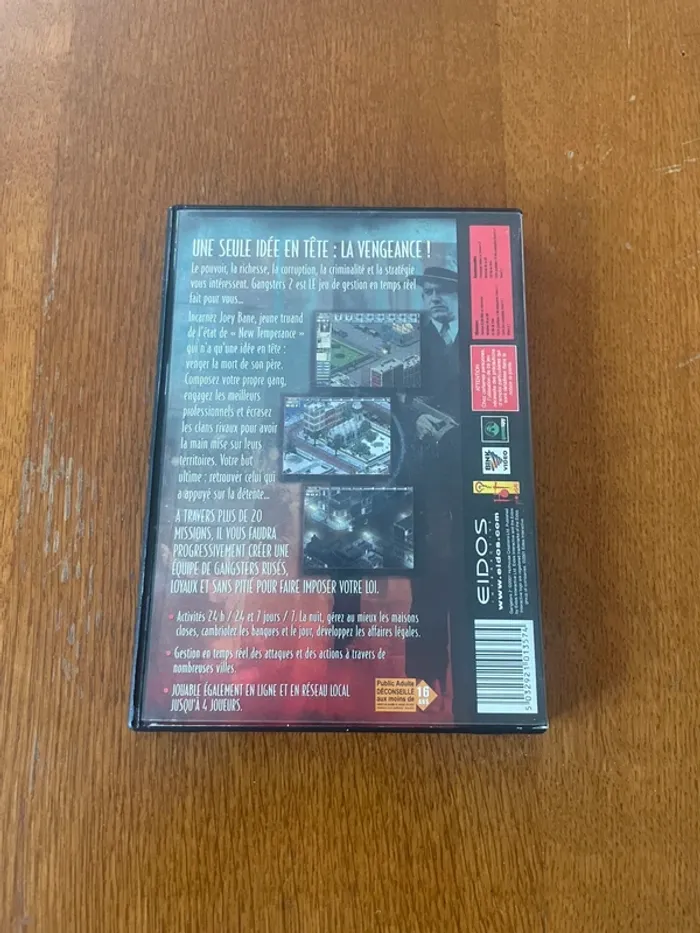 UNE SEULE IDÉE EN TÊTE : LA VENGEANCE !
Le pouvoir, la richesse, la corruption, la criminalité et la stratégie
vous intéressent. Gangsters 2 est LE jeu de gestion en temps réel
fait pour vous...
Incarnez Joey Bane, jeune truand
de l'état de « New Temperance »
qui n'a qu'une idée en tête :
venger la mort de son père.
Composez votre propre gang,
engagez les meilleurs
professionnels et écrasez
les clans rivaux pour avoir
la main mise sur leurs
territoires. Votre but
ultime : retrouver celui qui
a appuyé sur la détente...
A TRAVERS PLUS DE 20
MISSIONS, IL VOUS FAUDRA
PROGRESSIVEMENT CRÉER UNE
ÉQUIPE DE GANGSTERS RUSÉS,
LOYAUX ET SANS PITIÉ POUR FAIRE IMPOSER VOTRE LOI.
• Activités 24 h / 24 et 7 jours / 7. La nuit, gérez au mieux les maisons
closes, cambriolez les banques et le jour, développez les affaires légales.
• Gestion en temps réel des attaques et des actions à travers de
nombreuses villes.
• JOUABLE ÉGALEMENT EN LIGNE ET EN RÉSEAU LOCAL
JUSQU'À 4 JOUEURS.
Public Adulte
DÉCONSEILLÉ
aux moins de
16
ANS
ATTENTION
BINK
VIDEO
EIDOS
INTERACTIVE
www.eidos.com
5 032921 013574